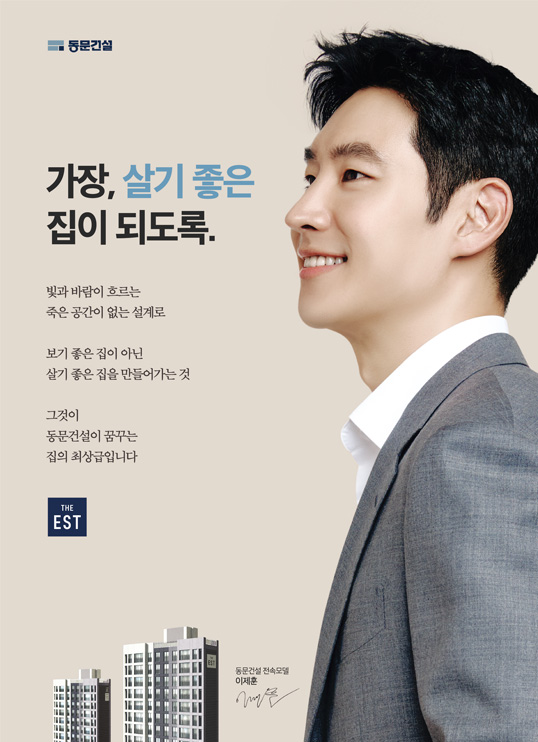 동문건설
가장, 살기 좋은
집이 되도록.
빛과 바람이 흐르는
죽은 공간이 없는 설계로
보기 좋은 집이 아닌
살기 좋은 집을 만들어가는 것
그것이
동문건설이 꿈꾸는
집의 최상급입니다
THE
EST
THE
EST
동문건설 전속모델
이제훈